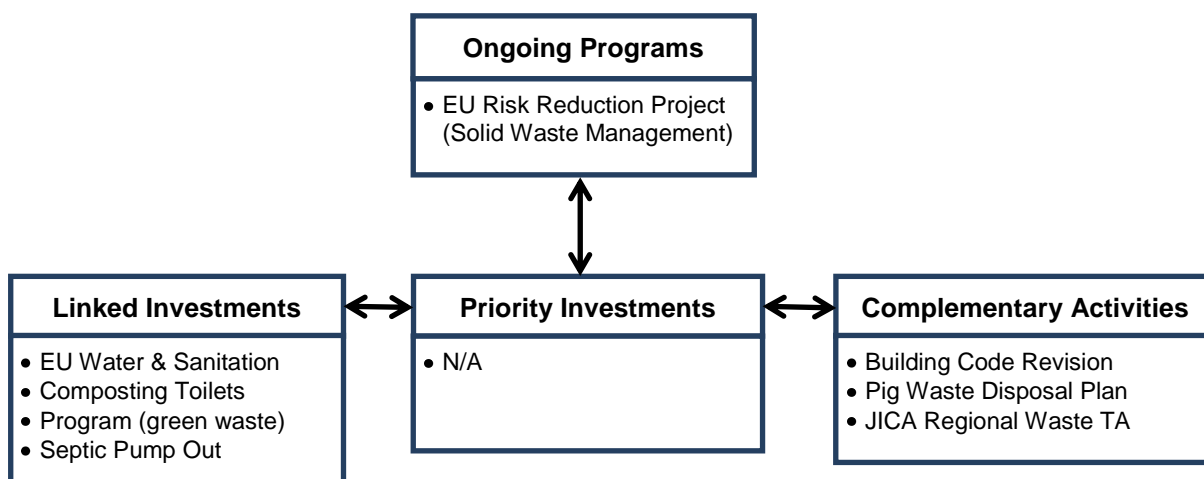 Ongoing Programs
• EU Risk Reduction Project
(Solid Waste Management)
Linked Investments
• EU Water & Sanitation
• Composting Toilets
• Program (green waste)
• Septic Pump Out
Priority Investments
• N/A
Complementary Activities
• Building Code Revision
• Pig Waste Disposal Plan
• JICA Regional Waste TA